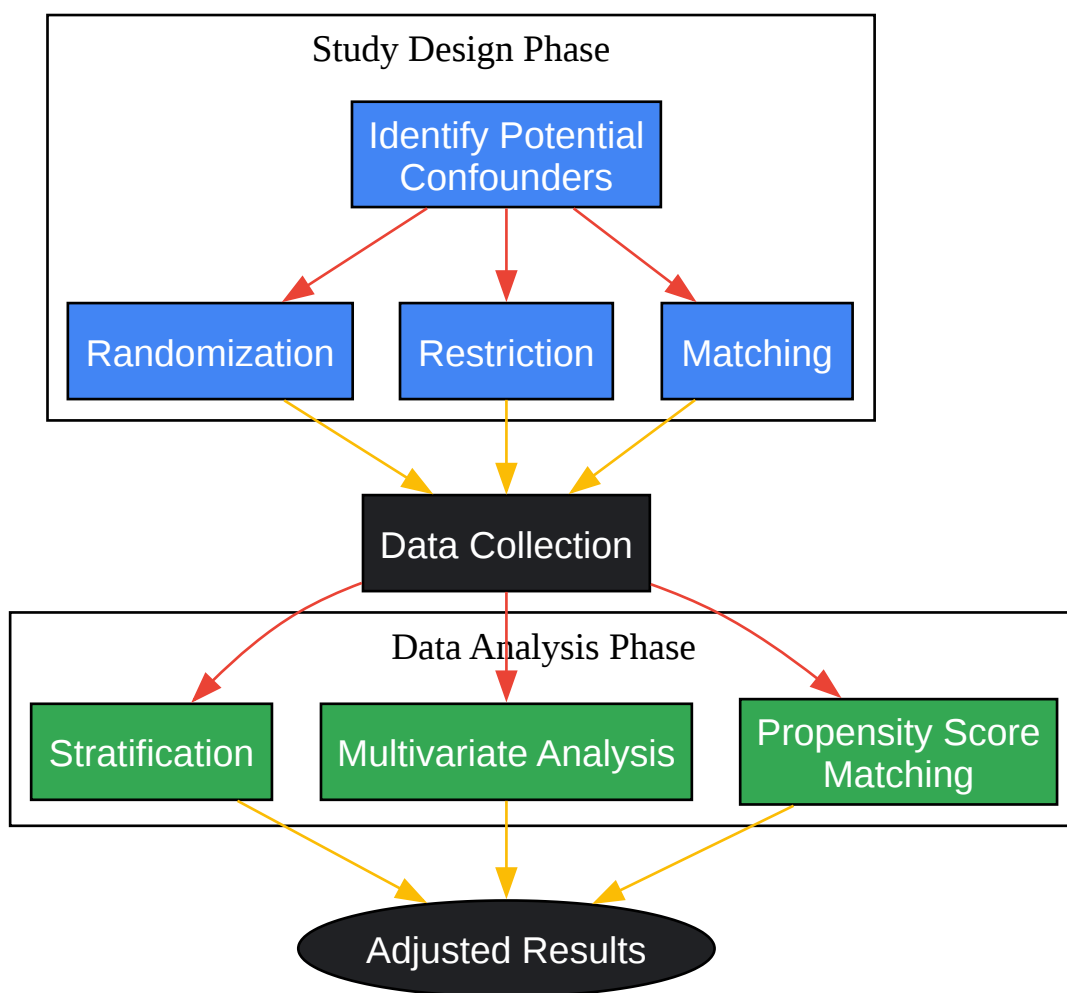 Study Design Phase
Identify Potential
Confounders
Randomization
Restriction
Matching
Data Collection
Data Analysis Phase
Stratification
Multivariate Analysis
Propensity Score
Matching
Adjusted Results